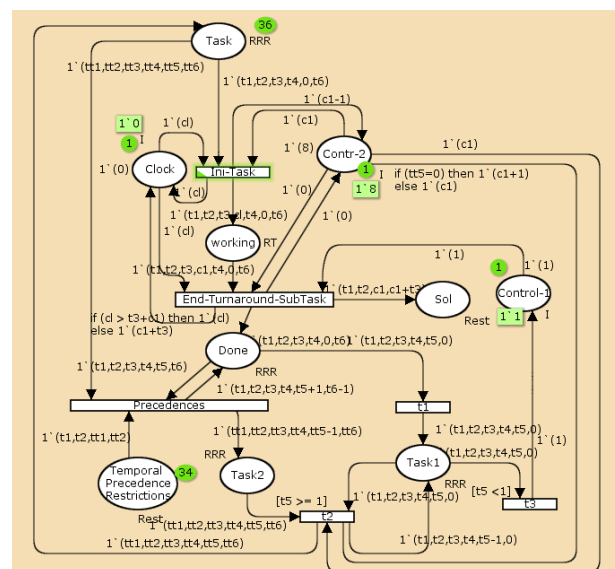 36
Task
RRR
1`(tt1,tt2,tt3,tt4,tt5,tt6)
1`(t1,t2,t3,t4,0,t6)
1`(c1-1)
1`0
1`(cl)
1`(c1)
1`(c1)
1
I
1`(8)
Contr-2
1`(0)
Clock
Ini-Task
1
I
if (tt5=0) then 1`(c1+1)
else 1`(c1)
1`(cl)
1`8
1`(0)
1`(t1,t2,t3,cl,t4,0,t6)
1`(0)
1`(cl)
working
RT
1`(1)
1`(1)
1
1`(t1,t2,t3,c1,t4,0,t6)
1`(t1,t2,c1,c1+t3)
End-Turnaround-SubTask
Sol
Control-1
if (cl > t3+c1) then 1`(cl)
else 1`(c1+t3)
Rest
1`1
I
(t1,t2,t3,t4,0,t6)
1`(t1,t2,t3,t4,t5,0)
Done
1`(t1,t2,t3,t4,t5,t6)
RRR
1`(t1,t2,t3,t4,t5+1,t6-1)
Precedences
t1
1`(t1,t2,tt1,tt2)
1`(tt1,tt2,tt3,tt4,tt5-1,tt6)
1`(t1,t2,t3,t4,t5,0)
1`(1)
(t1,t2,t3,t4,t5,0)
RRR
Temporal
Precedence
Restrictions
34
Task2
Task1
RRR
[t5 >= 1]
1`(t1,t2,t3,t4,t5,0)
[t5 <1]
t3
Rest
t2
1`(tt1,tt2,tt3,tt4,tt5,tt6)
1`(tt1,tt2,tt3,tt4,tt5,tt6)
1`(t1,t2,t3,t4,t5-1,0)